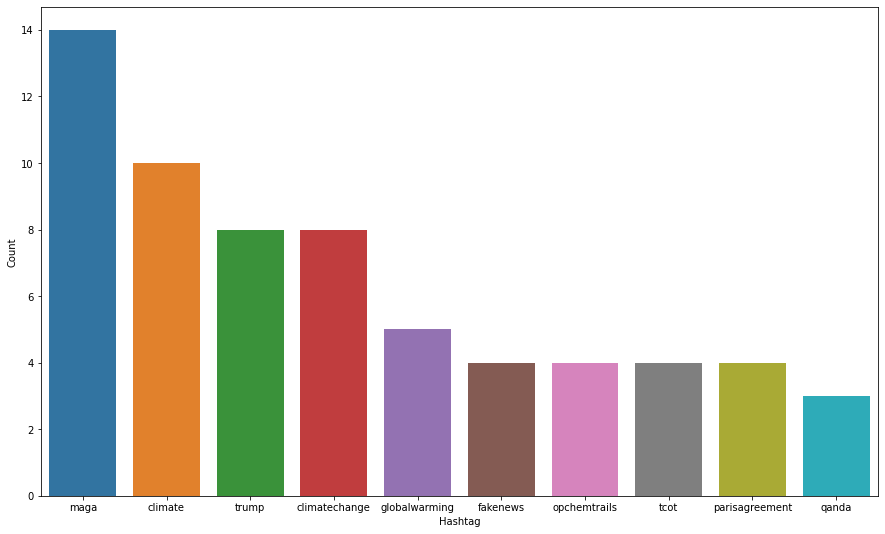 14
12
10
8
6
4
2
0
Count
maga climate trump climatechange globalwarming fakenews opchemtrails tcot parisagreement qanda
Hashtag